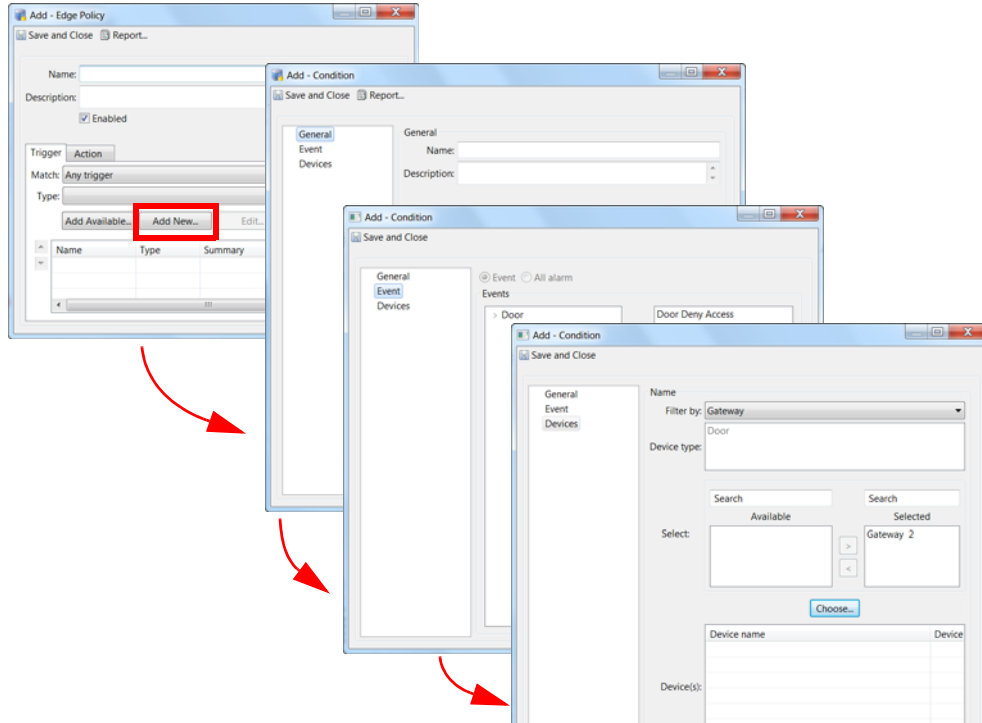 Add - Edge Policy
Save and Close Report...
Name:
Description:
Enabled
Trigger Action
Match: Any trigger
Type:
Add Available... Add New... Edit...
Name Type Summary
Add - Condition
Save and Close Report...
General
Event
Devices
General
Name:
Description:
Add - Condition
Save and Close
General
Event
Devices
Event All alarm
Events
Door
Door Deny Access
Add - Condition
Save and Close
General
Event
Devices
Name
Filter by: Gateway
Device type: Door
Search Search
Available Selected
Select: Gateway 2
> 
<
Choose...
Device name Device
Device(s):